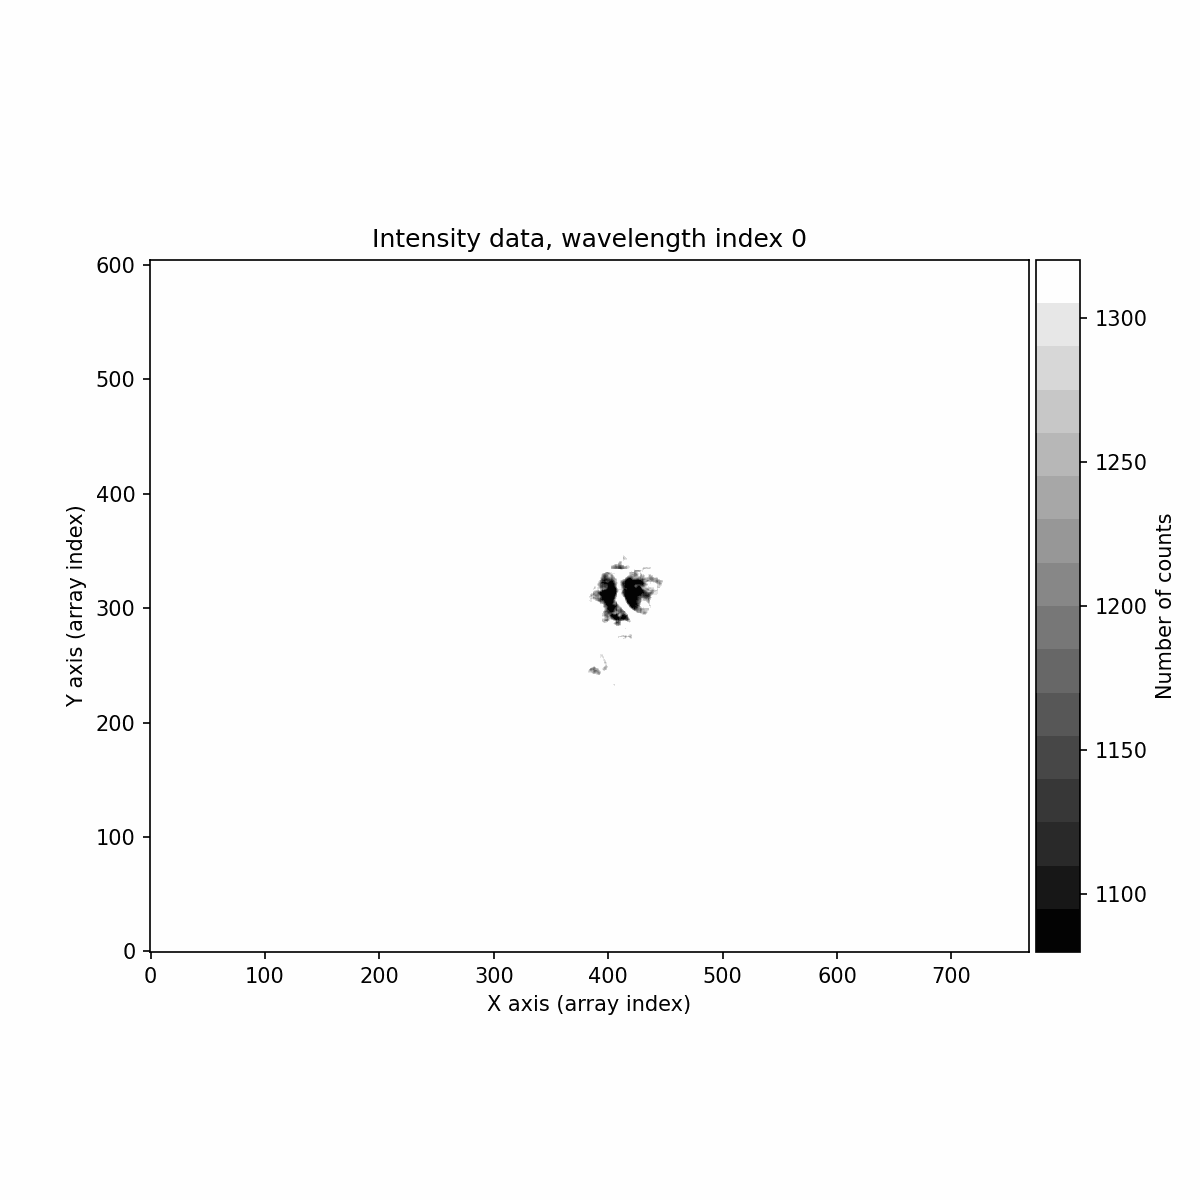 Intensity data, wavelength index 0
600
500
400
300
200
100
0
0 100 200 300 400 500 600 700
X axis (array index)
Y axis (array index)
1300
1250
1200
1150
1100
Number of counts